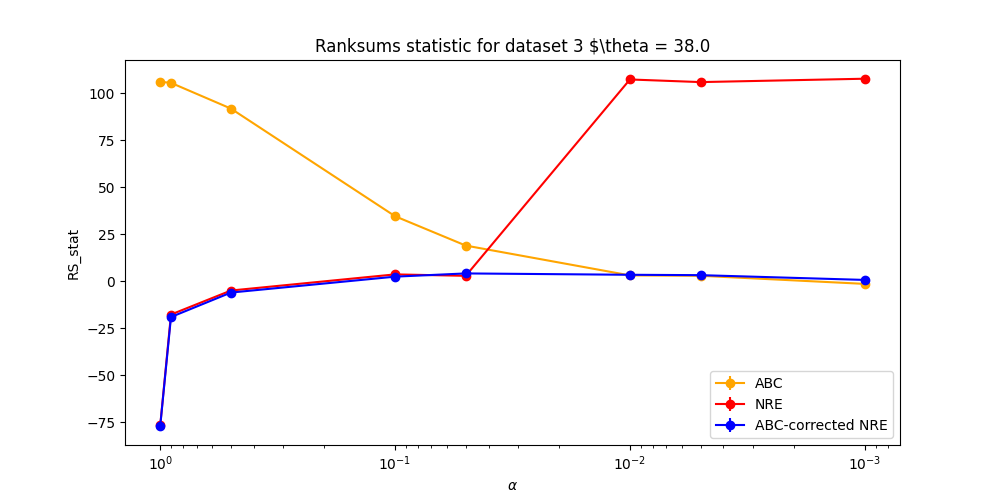 Ranksums statistic for dataset 3 $\theta = 38.0
RS_stat
100
75
50
25
0
−25
−50
−75
10⁰ 10⁻¹ 10⁻² 10⁻³
α
ABC
NRE
ABC-corrected NRE